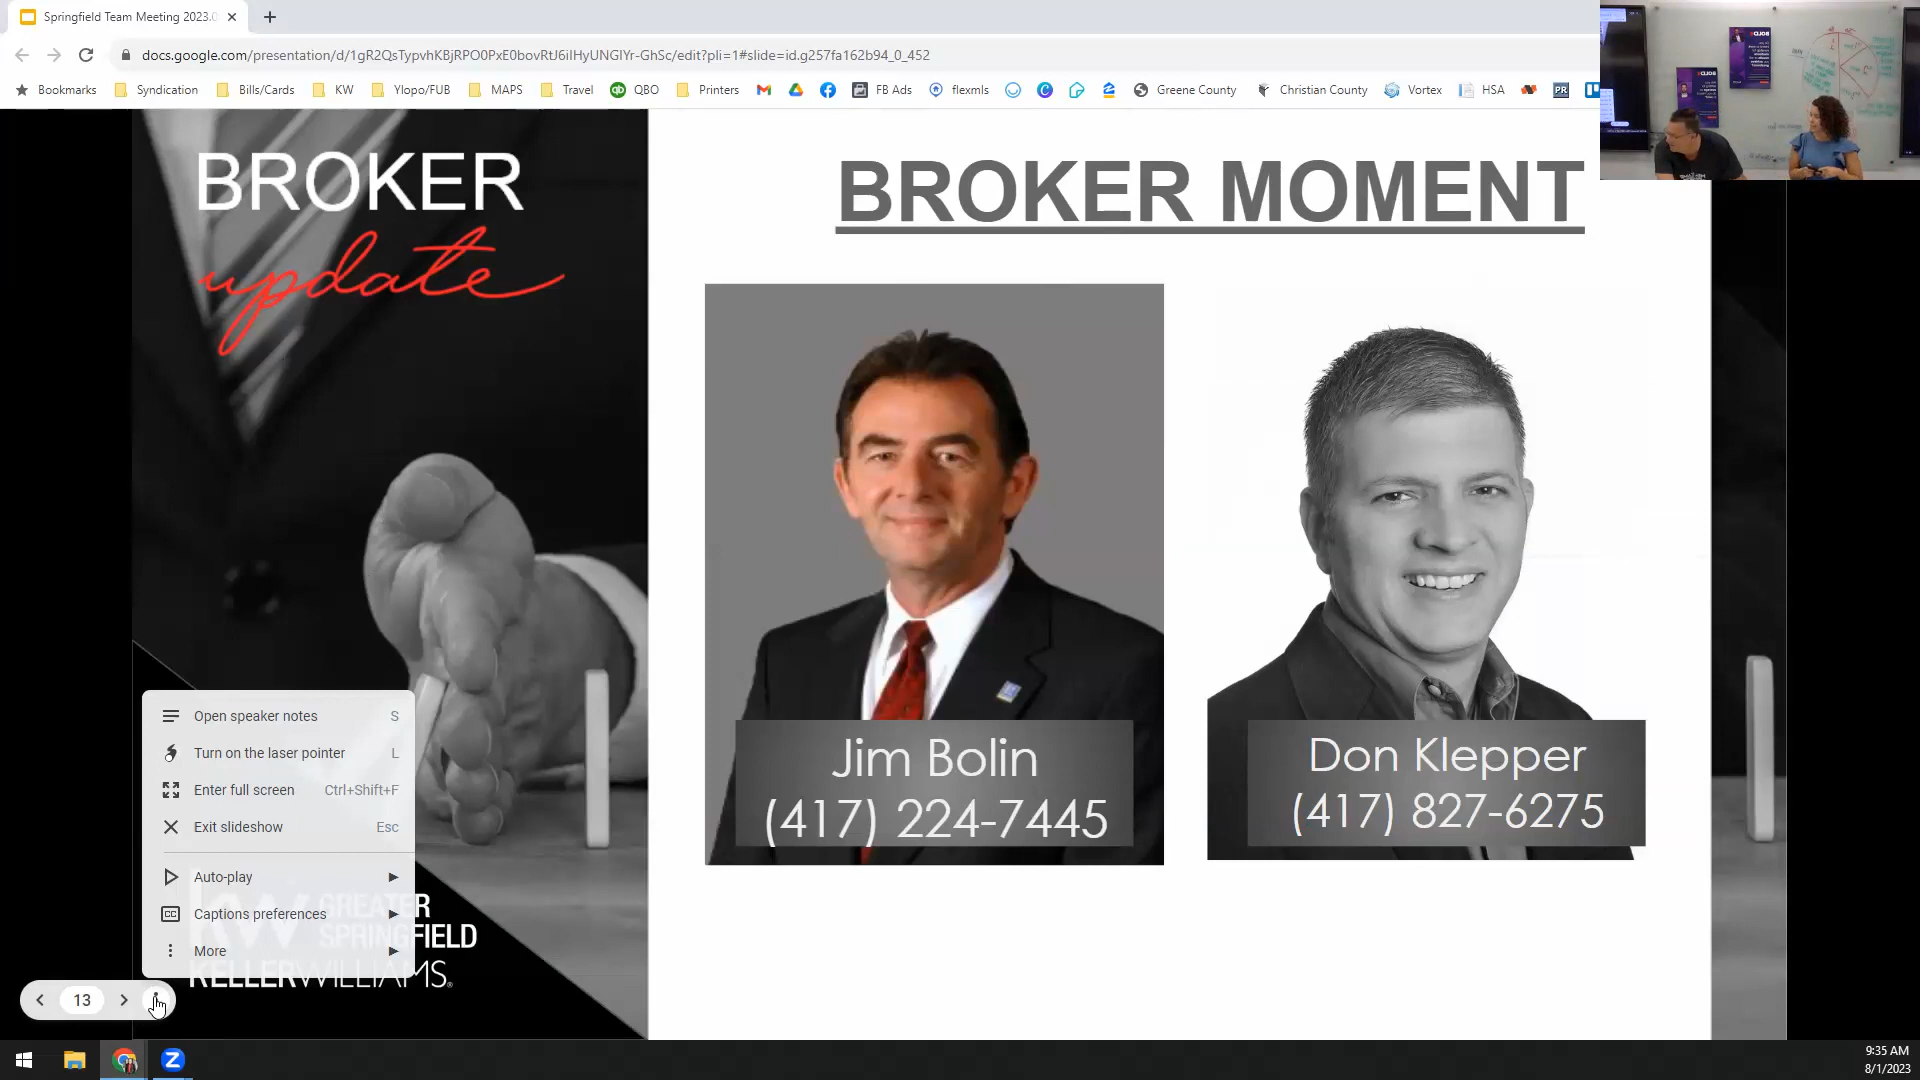 Springfield Team Meeting 2023.0
docs.google.com/presentation/d/1gR2QsTypvhKBjRPO0PxE0bovRtJ6iIHyUNGIYr-GhSc/edit?pli=1#slide=id.g257fa162b94_0_452
Bookmarks Syndication Bills/Cards KW Ylopo/FUB MAPS Travel QBO Printers FB Ads flexmls Greene County Christian County Vortex HSA PR
BROKER
update
BROKER MOMENT
Jim Bolin
(417) 224-7445
Don Klepper
(417) 827-6275
Open speaker notes S
Turn on the laser pointer L
Enter full screen Ctrl+Shift+F
Exit slideshow Esc
Auto-play
Captions preferences
More
kw GREATER
SPRINGFIELD
KELLERWILLIAMS.
13
9:35 AM
8/1/2023